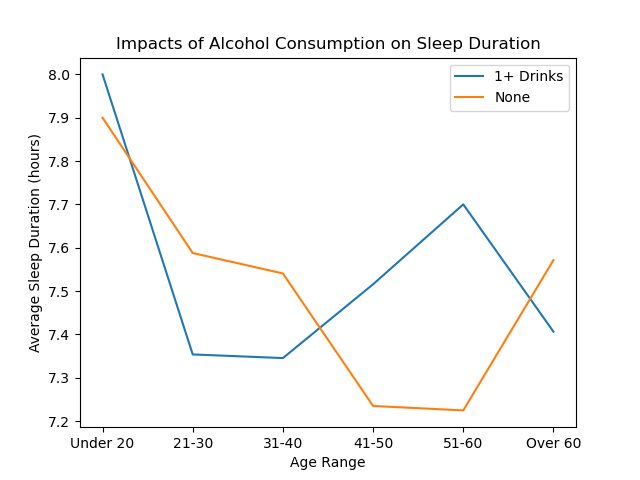 Impacts of Alcohol Consumption on Sleep Duration
1+ Drinks
None
Average Sleep Duration (hours)
8.0
7.9
7.8
7.7
7.6
7.5
7.4
7.3
7.2
Under 20 21-30 31-40 41-50 51-60 Over 60
Age Range